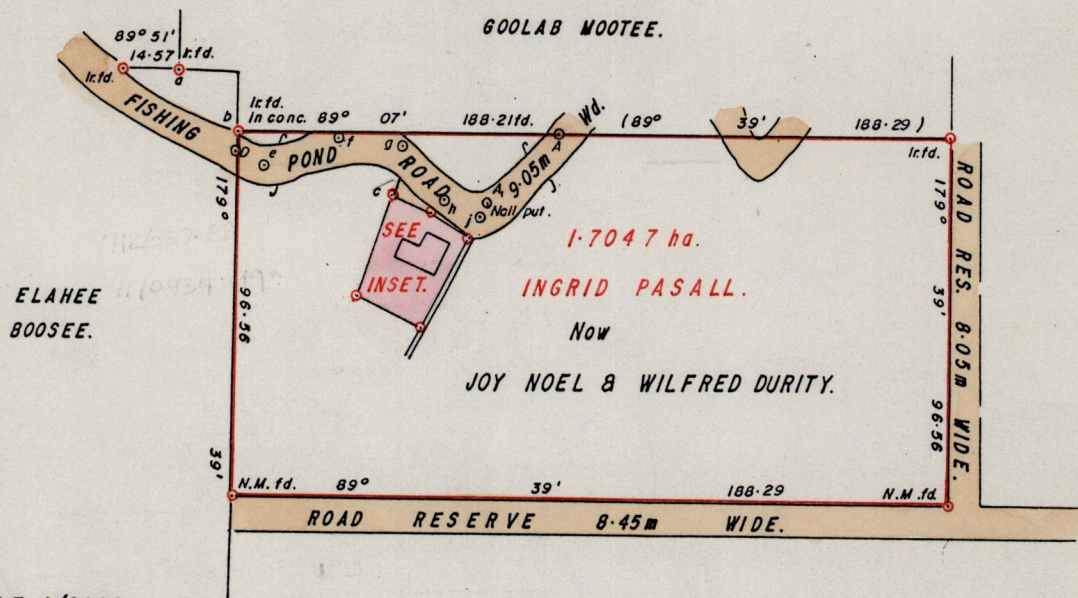 GOOLAB MOOTEE.
89° 51'
14·57 Ir.fd.
Ir.fd.
a
FISHING POND ROAD 9·05m Wd.
b
Ir.fd.
in conc. 89° 07' 188·21fd. (89° 39' 188·29)
Ir.fd.
D
e
f
g
A
c
h
j
A,
Nail put.
J
J.
179° 96·56 39'
ELAHEE
BOOSEE.
SEE
INSET.
1·7047 ha.
INGRID PASALL.
Now
JOY NOEL & WILFRED DURITY.
179° 39' 96·56
ROAD RES. 8·05m WIDE.
N.M. fd. 89° 39' 188·29 N.M.fd.
ROAD RESERVE 8·45m WIDE.